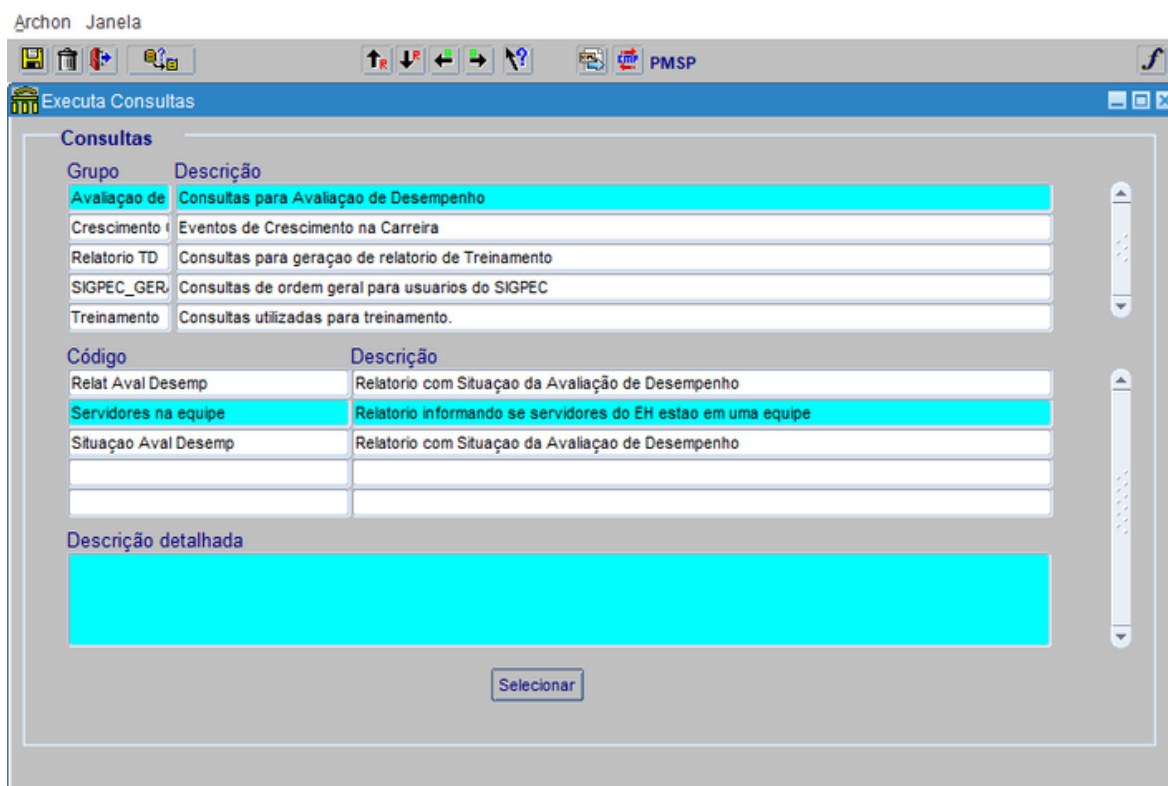 Archon Janela
PMSP
Executa Consultas
Consultas
Grupo Descrição
Avaliaçao de Consultas para Avaliaçao de Desempenho
Crescimento Eventos de Crescimento na Carreira
Relatorio TD Consultas para geraçao de relatorio de Treinamento
SIGPEC_GER Consultas de ordem geral para usuarios do SIGPEC
Treinamento Consultas utilizadas para treinamento.
Código Descrição
Relat Aval Desemp Relatorio com Situaçao da Avaliação de Desempenho
Servidores na equipe Relatorio informando se servidores do EH estao em uma equipe
Situaçao Aval Desemp Relatorio com Situaçao da Avaliaçao de Desempenho
Descrição detalhada
Selecionar